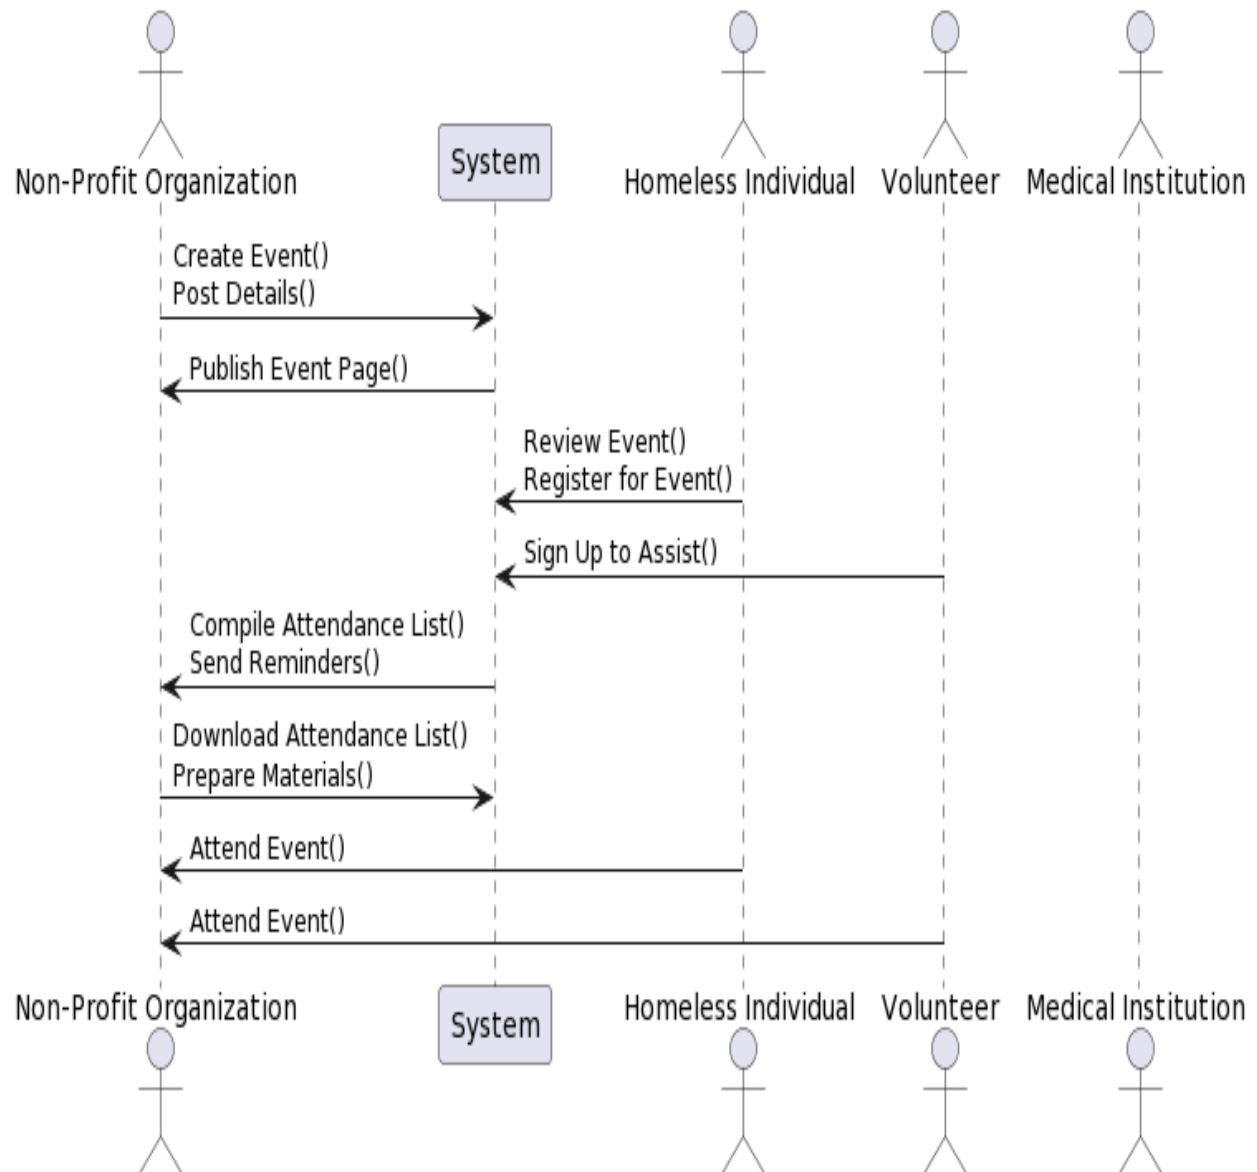 Non-Profit Organization
System
Homeless Individual
Volunteer
Medical Institution
Create Event()
Post Details()
Publish Event Page()
Review Event()
Register for Event()
Sign Up to Assist()
Compile Attendance List()
Send Reminders()
Download Attendance List()
Prepare Materials()
Attend Event()
Attend Event()
Non-Profit Organization
System
Homeless Individual
Volunteer
Medical Institution